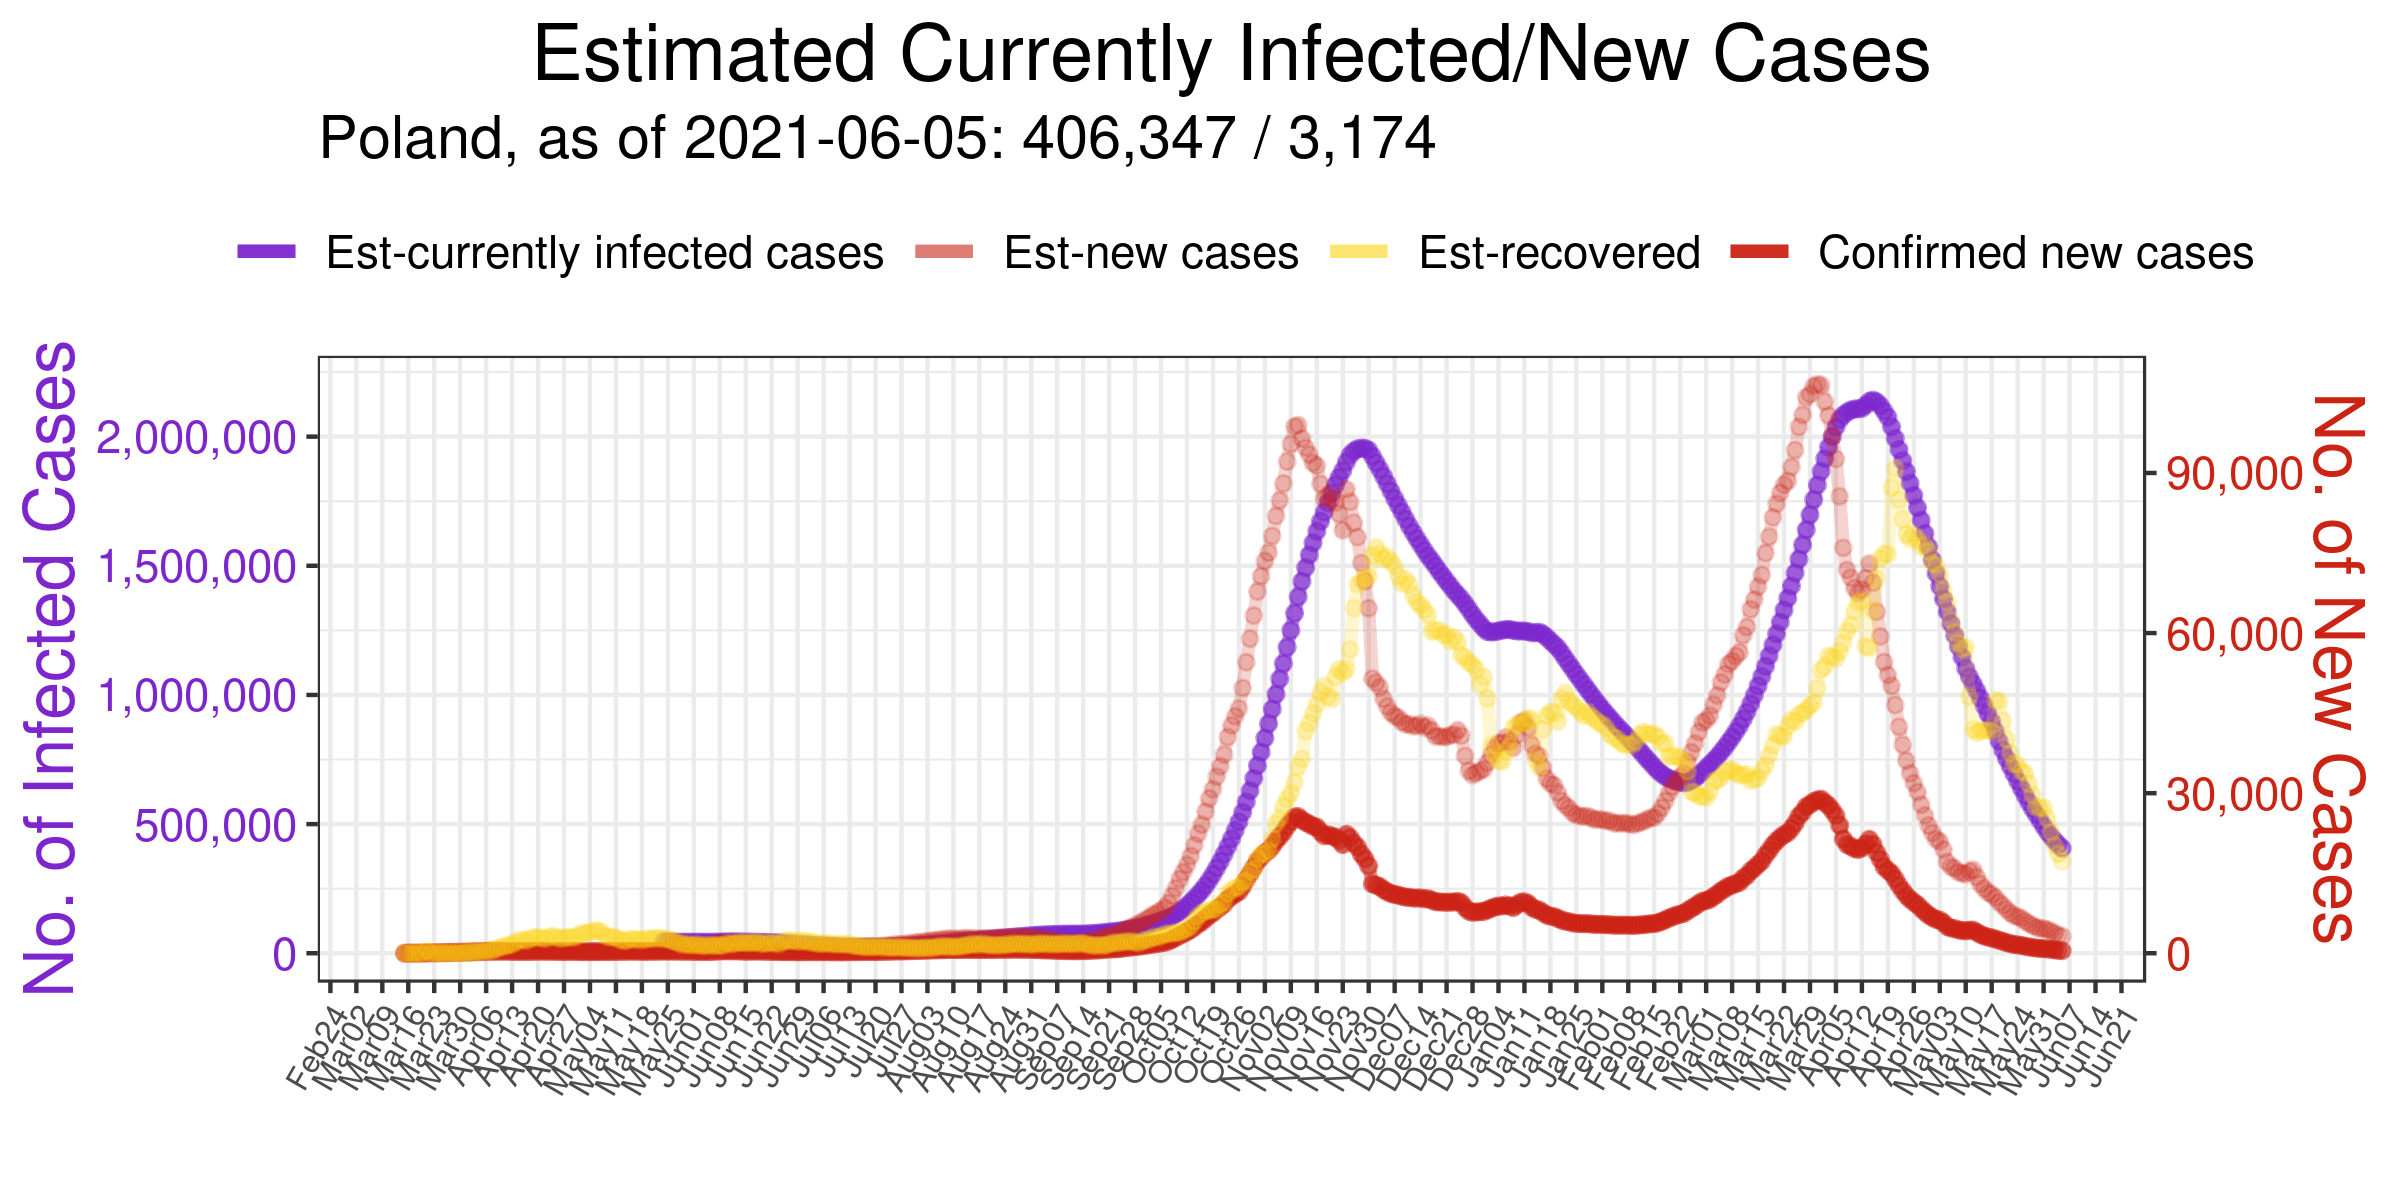 Estimated Currently Infected/New Cases
Poland, as of 2021-06-05: 406,347 / 3,174
Est-currently infected cases
Est-new cases
Est-recovered
Confirmed new cases
No. of Infected Cases
2,000,000
1,500,000
1,000,000
500,000
0
90,000
60,000
30,000
0
No. of New Cases
Feb24
Mar02
Mar09
Mar16
Mar23
Mar30
Apr06
Apr13
Apr20
Apr27
May04
May11
May18
May25
Jun01
Jun08
Jun15
Jun22
Jun29
Jul06
Jul13
Jul20
Jul27
Aug03
Aug10
Aug17
Aug24
Aug31
Sep07
Sep14
Sep21
Sep28
Oct05
Oct12
Oct19
Oct26
Nov02
Nov09
Nov16
Nov23
Nov30
Dec07
Dec14
Dec21
Dec28
Jan04
Jan11
Jan18
Jan25
Feb01
Feb08
Feb15
Feb22
Mar01
Mar08
Mar15
Mar22
Mar29
Apr05
Apr12
Apr19
Apr26
May03
May10
May17
May24
May31
Jun07
Jun14
Jun21